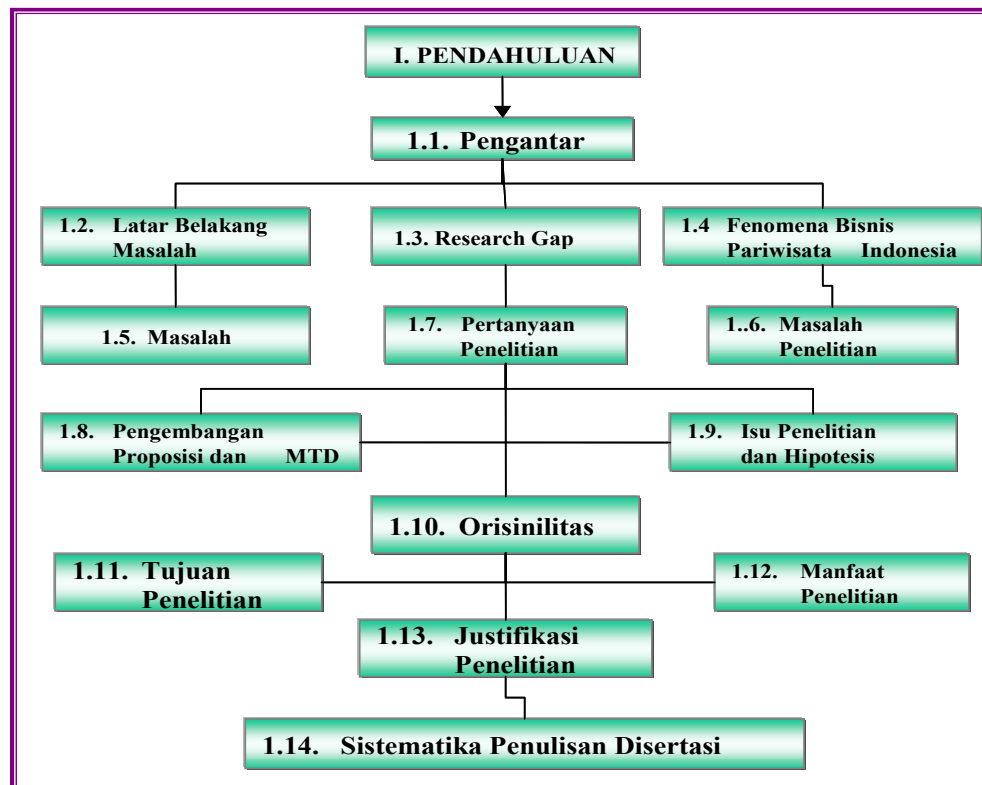 I. PENDAHULUAN
1.1. Pengantar
1.2. Latar Belakang
Masalah
1.3. Research Gap
1.4 Fenomena Bisnis
Pariwisata Indonesia
1.5. Masalah
1.7. Pertanyaan
Penelitian
1..6. Masalah
Penelitian
1.8. Pengembangan
Proposisi dan MTD
1.9. Isu Penelitian
dan Hipotesis
1.10. Orisinilitas
1.11. Tujuan
Penelitian
1.12. Manfaat
Penelitian
1.13. Justifikasi
Penelitian
1.14. Sistematika Penulisan Disertasi